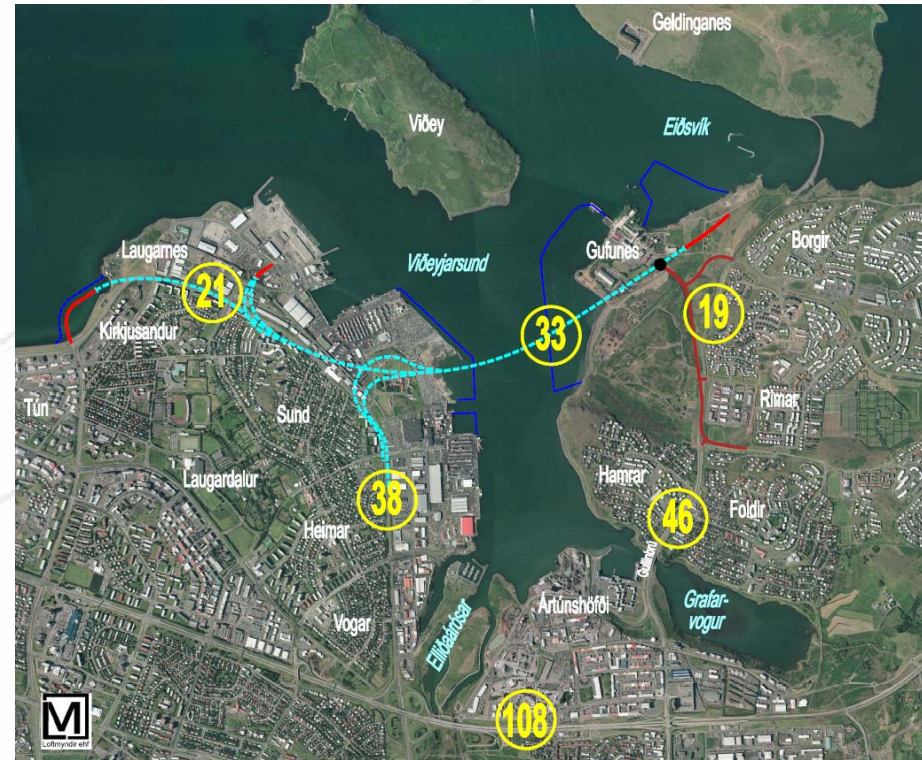 Geldinganes
Viðey
Eiðsvík
Laugarnes
Viðeyjarsund
Gufunes
Borgir
21
Kirkjusandur
33
19
Tún
Sund
Rimar
Laugardalur
Hamrar
38
Heimar
46
Foldir
Gullinbrú
Ártúnshöfði
Grafar-
vogur
Vogar
Elliðaárósar
108
M
Loftmyndir ehf